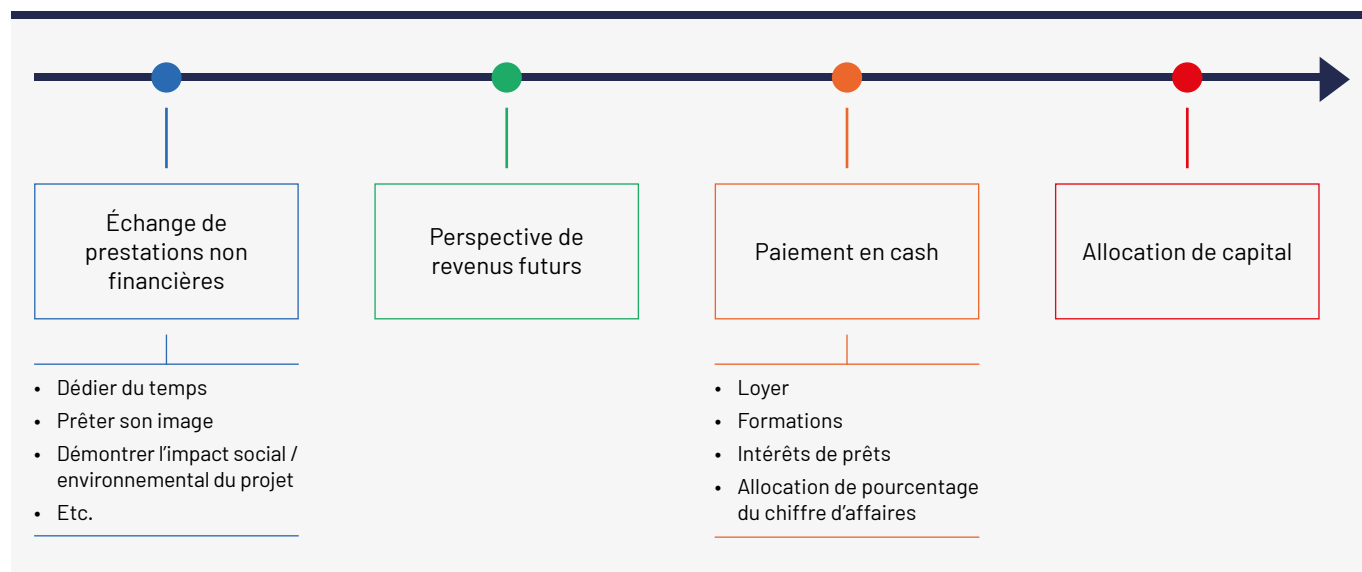 Échange de
prestations non
financières
Perspective de
revenus futurs
Paiement en cash
Allocation de capital
• Dédier du temps
• Prêter son image
• Démontrer l'impact social /
environnemental du projet
• Etc.
• Loyer
• Formations
• Intérêts de prêts
• Allocation de pourcentage
du chiffre d'affaires